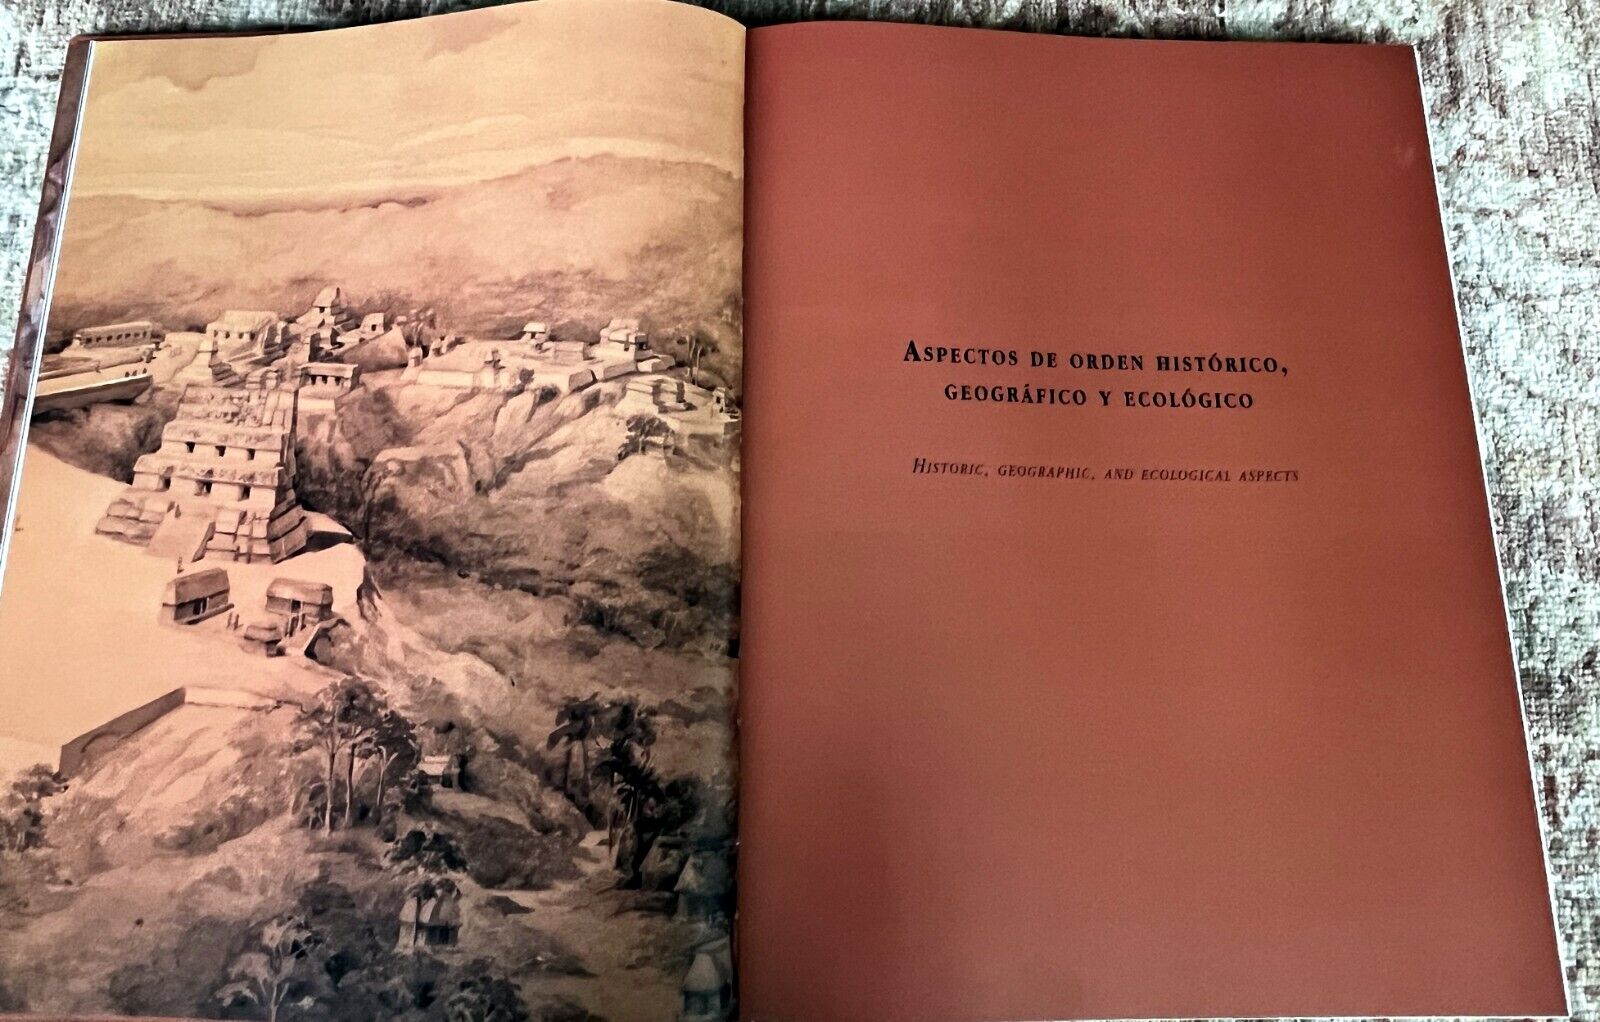 ASPECTOS DE ORDEN HISTÓRICO,
GEOGRÁFICO Y ECOLÓGICO
HISTORIC, GEOGRAPHIC, AND ECOLOGICAL ASPECTS